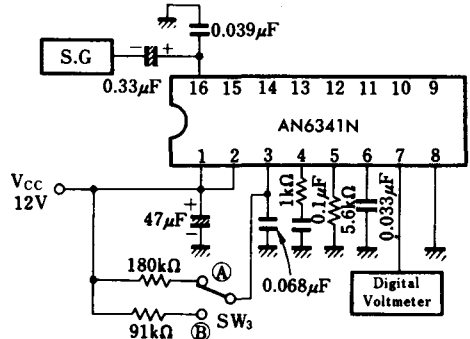 0.039μF
S.G
− +
0.33μF
16 15 14 13 12 11 10 9
AN6341N
1 2 3 4 5 6 7 8
VCC
12V
+
47μF
−
1kΩ
0.1μF
5.6kΩ
0.033μF
0.068μF
180kΩ
A
91kΩ
B
SW3
Digital
Voltmeter